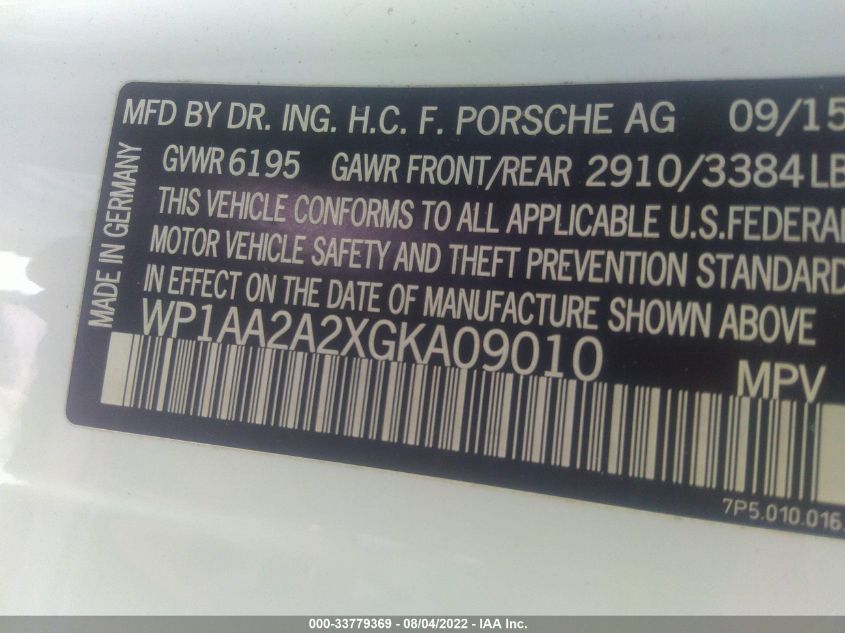 MFD BY DR. ING. H.C. F. PORSCHE AG 09/15
GVWR 6195 GAWR FRONT/REAR 2910/3384 LB
THIS VEHICLE CONFORMS TO ALL APPLICABLE U.S.FEDERAL
MOTOR VEHICLE SAFETY AND THEFT PREVENTION STANDARD
IN EFFECT ON THE DATE OF MANUFACTURE SHOWN ABOVE
WP1AA2A2XGKA09010 MPV
MADE IN GERMANY
7P5.010.016.
000-33779369 - 08/04/2022 - IAA Inc.